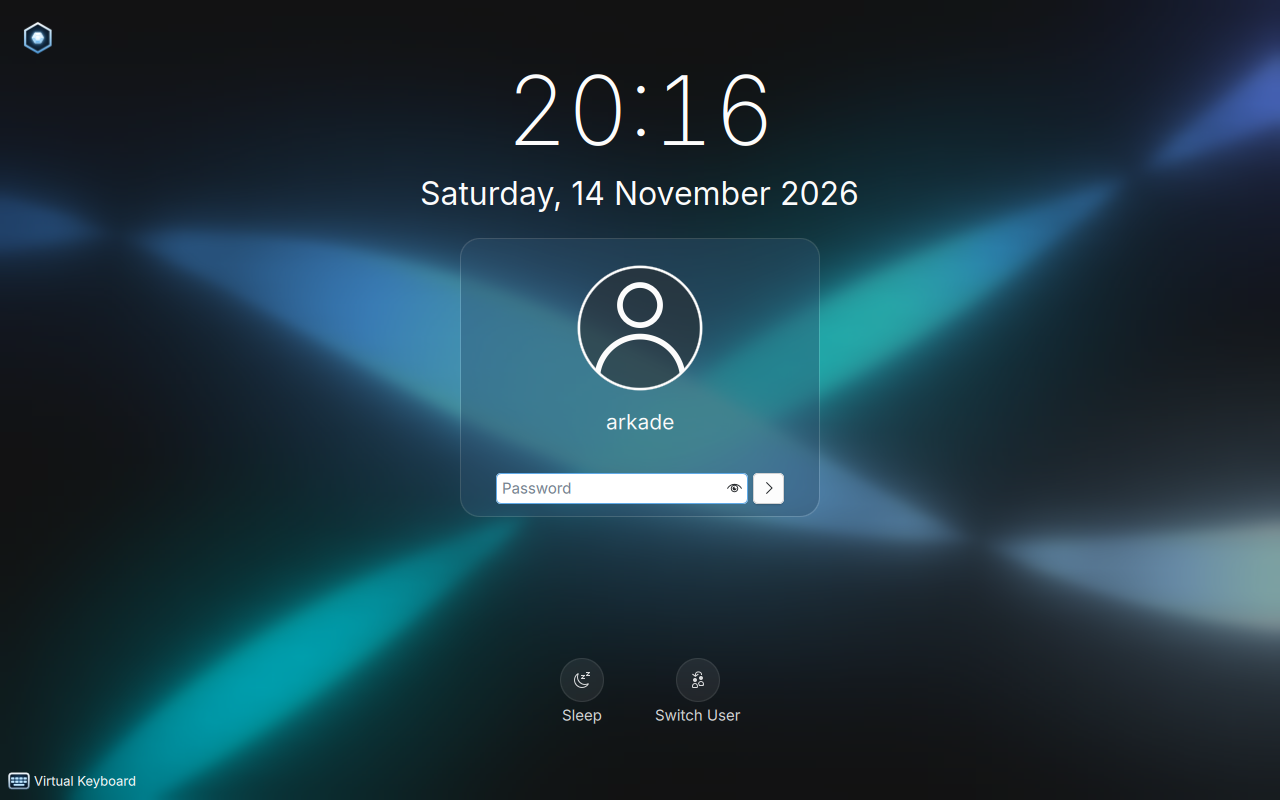 20:16
Saturday, 14 November 2026
arkade
Password
Sleep
Switch User
Virtual Keyboard